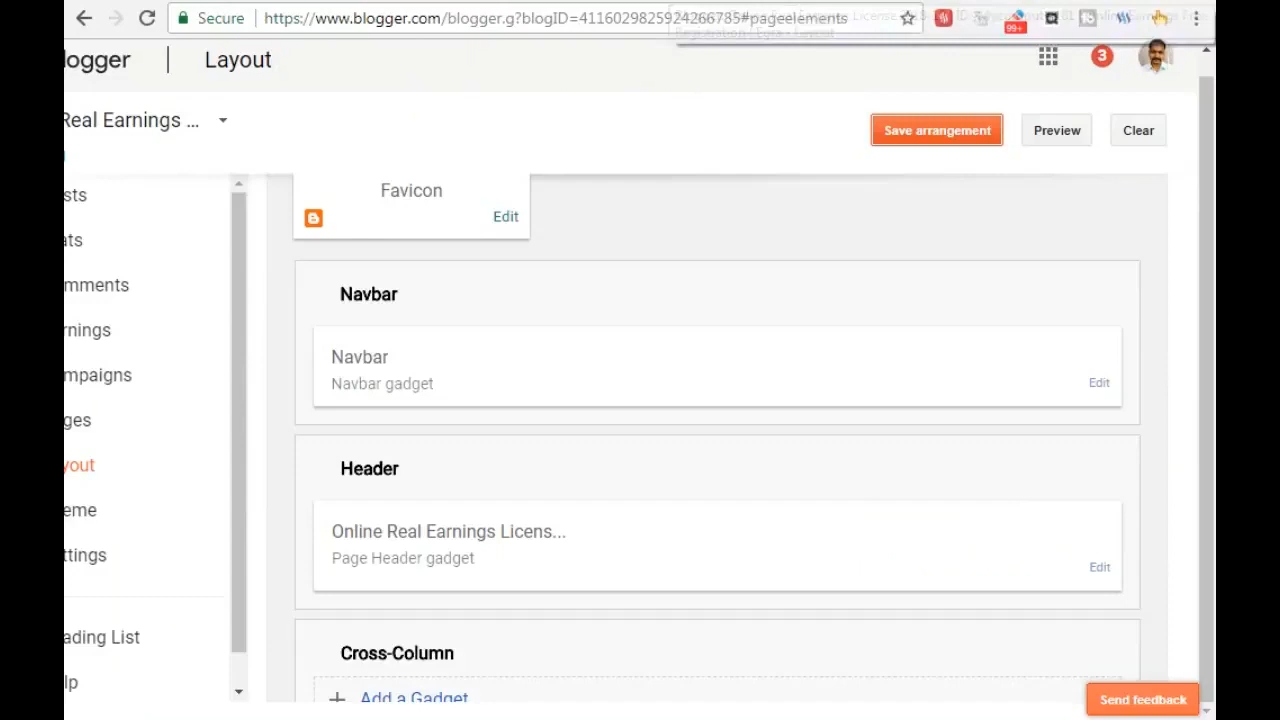 Secure https://www.blogger.com/blogger.g?blogID=4116029825924266785#pageelements
99+
logger Layout
3
Real Earnings ...
Save arrangement Preview Clear
sts
ats
mments
rnings
mpaigns
ges
yout
eme
ttings
ading List
lp
Favicon
Edit
Navbar
Navbar
Navbar gadget
Edit
Header
Online Real Earnings Licens...
Page Header gadget
Edit
Cross-Column
Add a Gadget
Send feedback